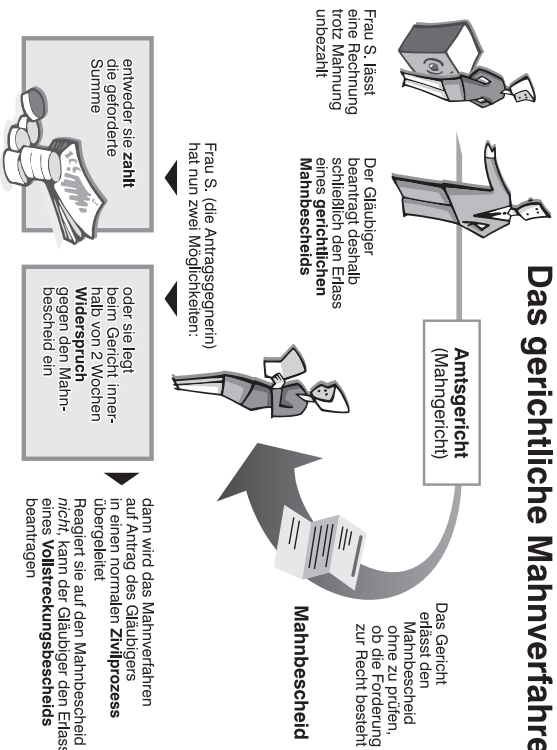 Das gerichtliche Mahnverfahre
Frau S. lässt
eine Rechnung
trotz Mahnung
unbezahlt
Der Gläubiger
beantragt deshalb
schließlich den Erlass
eines gerichtlichen
Mahnbescheids
Amtsgericht
(Mahngericht)
Das Gericht
erlässt den
Mahnbescheid
ohne zu prüfen,
ob die Forderung
zur Recht besteht
Mahnbescheid
Frau S. (die Antragsgegnerin)
hat nun zwei Möglichkeiten:
entweder sie zahlt
die geforderte
Summe
oder sie legt
beim Gericht inner-
halb von 2 Wochen
Widerspruch
gegen den Mahn-
bescheid ein
dann wird das Mahnverfahren
auf Antrag des Gläubigers
in einen normalen Zivilprozess
übergeleitet
Reagiert sie auf den Mahnbescheid
nicht, kann der Gläubiger den Erlass
eines Vollstreckungsbescheids
beantragen